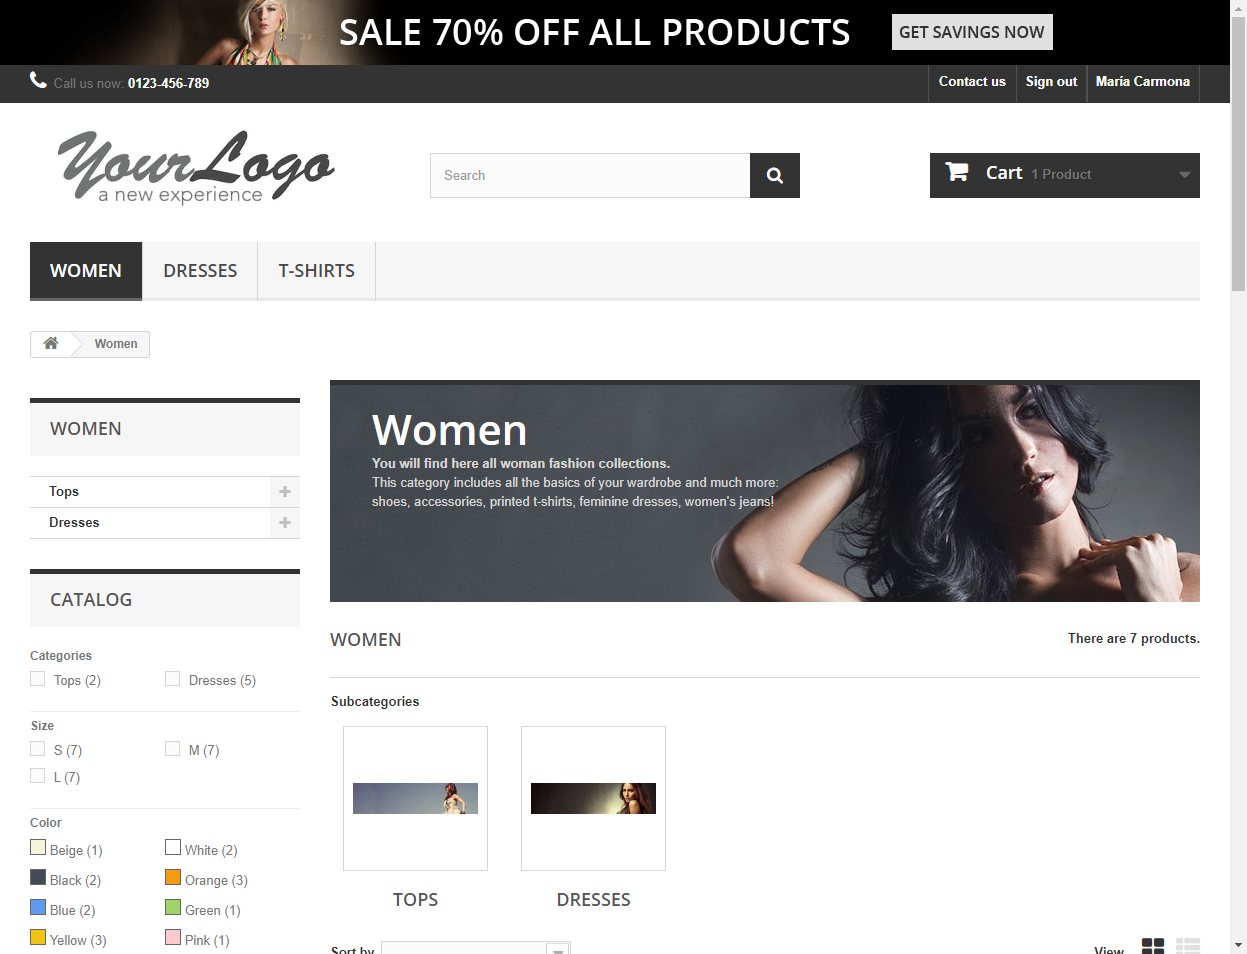 SALE 70% OFF ALL PRODUCTS
GET SAVINGS NOW
Call us now: 0123-456-789
Contact us
Sign out
María Carmona
YourLogo
a new experience
Search
Cart 1 Product
WOMEN
DRESSES
T-SHIRTS
Women
WOMEN
Tops
Dresses
CATALOG
Categories
Tops (2)
Dresses (5)
Size
S (7)
M (7)
L (7)
Color
Beige (1)
White (2)
Black (2)
Orange (3)
Blue (2)
Green (1)
Yellow (3)
Pink (1)
Women
You will find here all woman fashion collections.
This category includes all the basics of your wardrobe and much more:
shoes, accessories, printed t-shirts, feminine dresses, women's jeans!
WOMEN
There are 7 products.
Subcategories
TOPS
DRESSES
Sort by
View